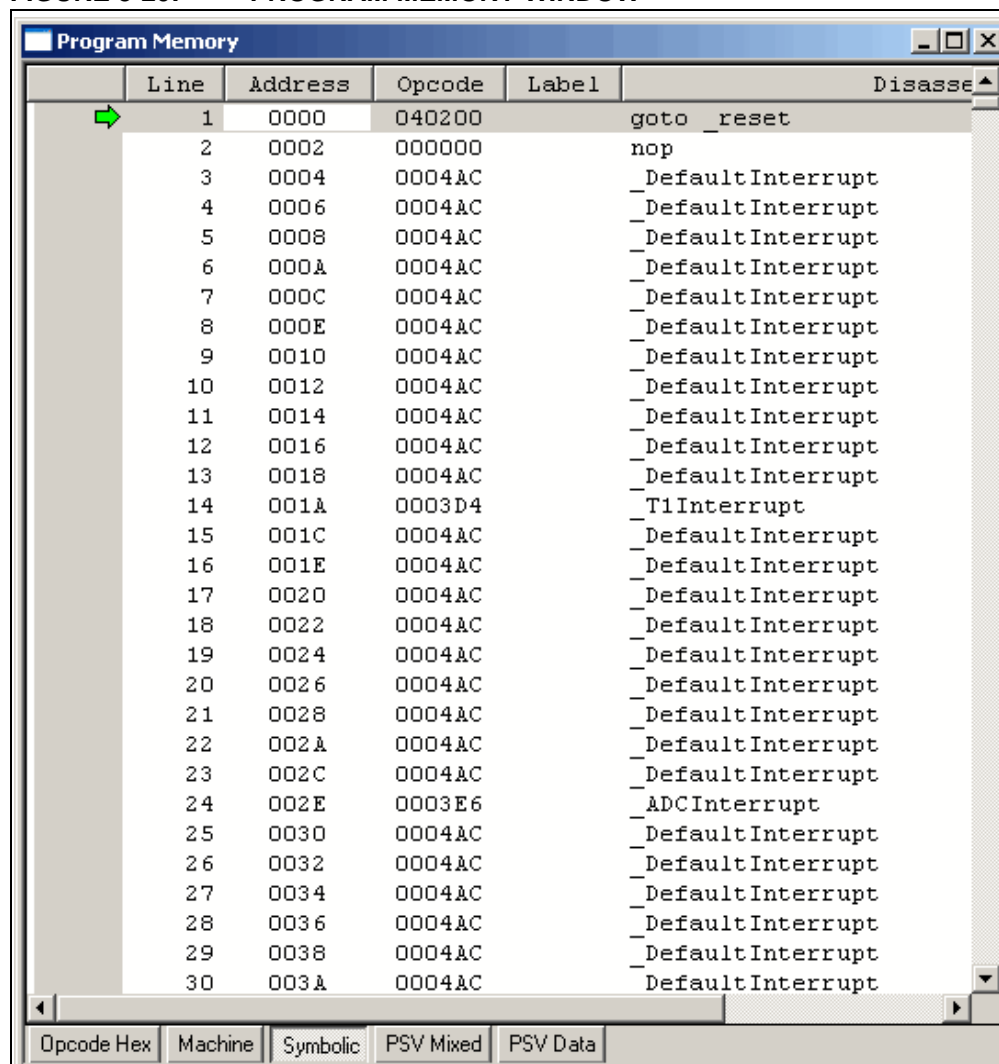 Program Memory
Line Address Opcode Label Disasse
1 0000 040200 goto _reset
2 0002 000000 nop
3 0004 0004AC _DefaultInterrupt
4 0006 0004AC _DefaultInterrupt
5 0008 0004AC _DefaultInterrupt
6 000A 0004AC _DefaultInterrupt
7 000C 0004AC _DefaultInterrupt
8 000E 0004AC _DefaultInterrupt
9 0010 0004AC _DefaultInterrupt
10 0012 0004AC _DefaultInterrupt
11 0014 0004AC _DefaultInterrupt
12 0016 0004AC _DefaultInterrupt
13 0018 0004AC _DefaultInterrupt
14 001A 0003D4 _T1Interrupt
15 001C 0004AC _DefaultInterrupt
16 001E 0004AC _DefaultInterrupt
17 0020 0004AC _DefaultInterrupt
18 0022 0004AC _DefaultInterrupt
19 0024 0004AC _DefaultInterrupt
20 0026 0004AC _DefaultInterrupt
21 0028 0004AC _DefaultInterrupt
22 002A 0004AC _DefaultInterrupt
23 002C 0004AC _DefaultInterrupt
24 002E 0003E6 _ADCInterrupt
25 0030 0004AC _DefaultInterrupt
26 0032 0004AC _DefaultInterrupt
27 0034 0004AC _DefaultInterrupt
28 0036 0004AC _DefaultInterrupt
29 0038 0004AC _DefaultInterrupt
30 003A 0004AC DefaultInterrupt
Opcode Hex Machine Symbolic PSV Mixed PSV Data